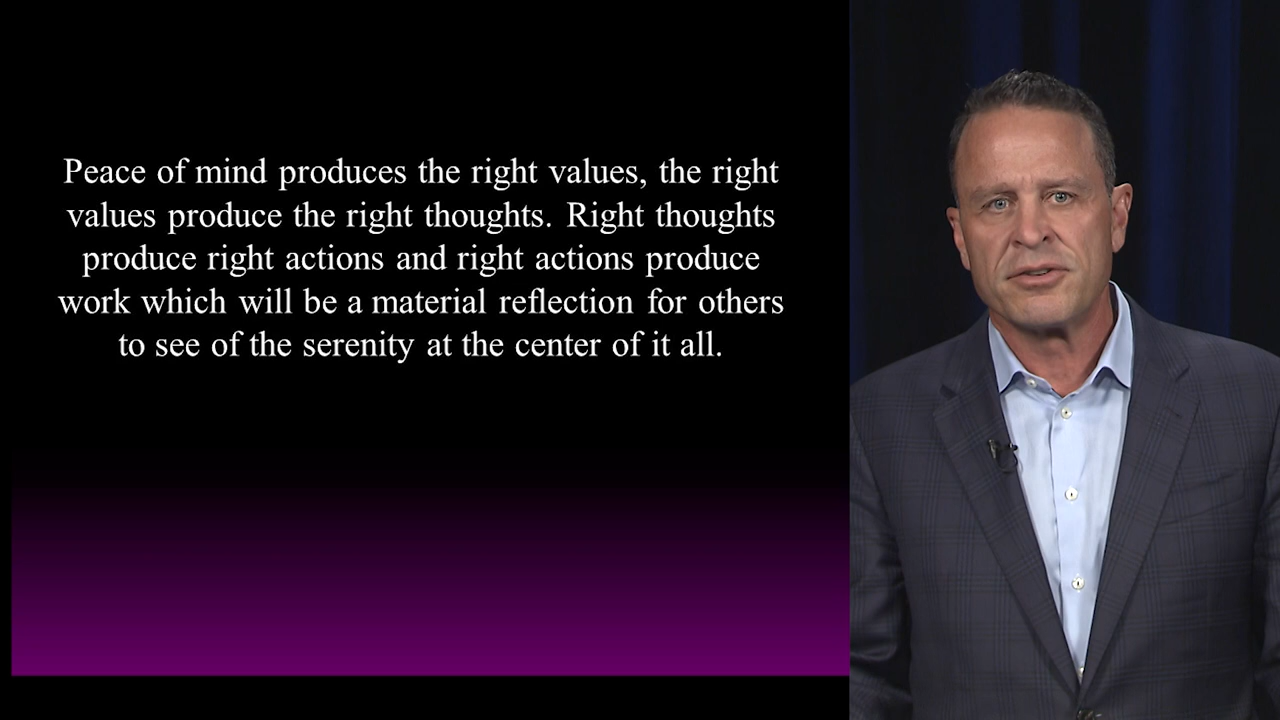 Peace of mind produces the right values, the right
values produce the right thoughts. Right thoughts
produce right actions and right actions produce
work which will be a material reflection for others
to see of the serenity at the center of it all.